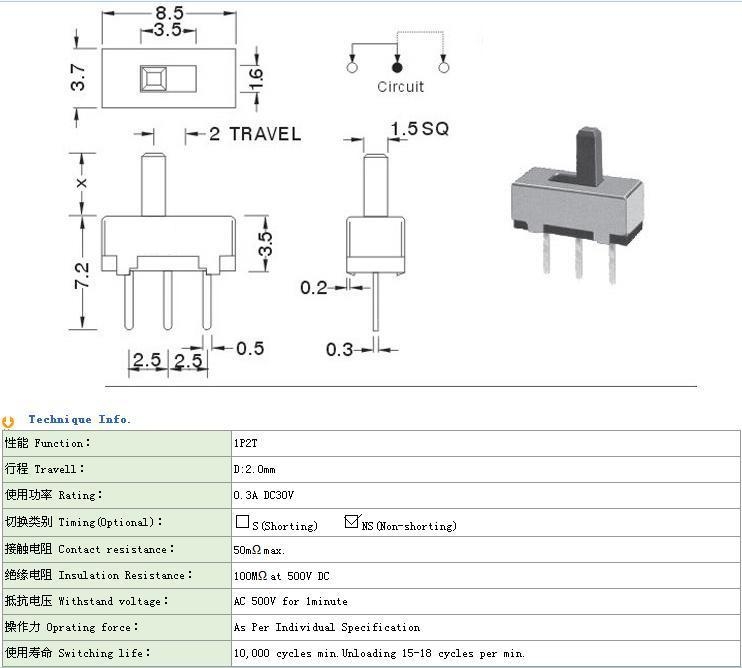 8.5
3.5
3.7
1.6
Circuit
2 TRAVEL
1.5 SQ
x
3.5
7.2
0.2
0.5
0.3
2.5 2.5
Technique Info.
性能 Function： 1P2T
行程 Travell： D:2.0mm
使用功率 Rating： 0.3A DC30V
切换类别 Timing(Optional)： S(Shorting) NS(Non-shorting)
接触电阻 Contact resistance： 50mΩ max.
绝缘电阻 Insulation Resistance： 100MΩ at 500V DC
抵抗电压 Withstand voltage： AC 500V for 1minute
操作力 Oprating force： As Per Individual Specification
使用寿命 Switching life： 10,000 cycles min.Unloading 15-18 cycles per min.